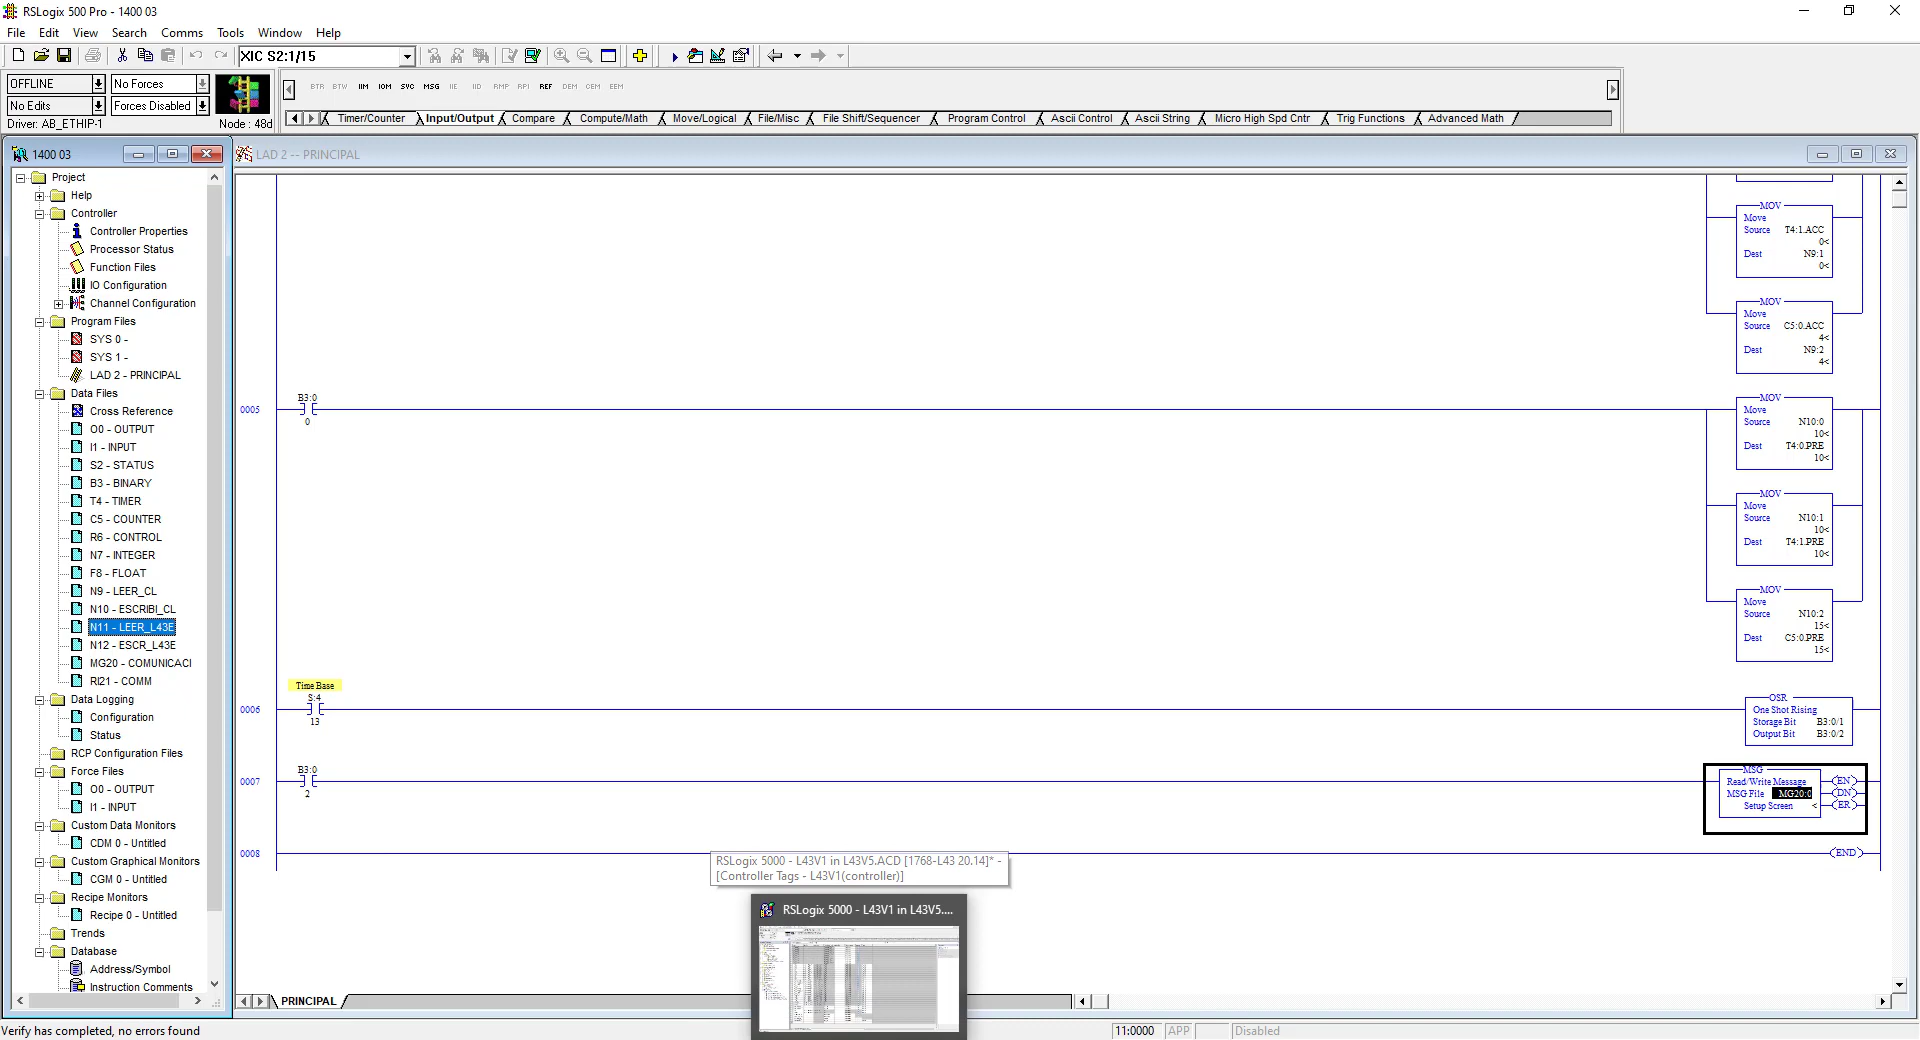 RSLogix 500 Pro - 1400 03
File Edit View Search Comms Tools Window Help
XIC S2:1/15
OFFLINE No Forces
No Edits Forces Disabled
Driver: AB_ETHIP-1 Node : 48d
BTR BTW IIM IOM SVC MSG IIE IID RMP RPI REF DEM CEM EEM
Timer/Counter Input/Output Compare Compute/Math Move/Logical File/Misc File Shift/Sequencer Program Control Ascii Control Ascii String Micro High Spd Cntr Trig Functions Advanced Math
1400 03
Project
Help
Controller
Controller Properties
Processor Status
Function Files
IO Configuration
Channel Configuration
Program Files
SYS 0 -
SYS 1 -
LAD 2 - PRINCIPAL
Data Files
Cross Reference
O0 - OUTPUT
I1 - INPUT
S2 - STATUS
B3 - BINARY
T4 - TIMER
C5 - COUNTER
R6 - CONTROL
N7 - INTEGER
F8 - FLOAT
N9 - LEER_CL
N10 - ESCRIBI_CL
N11 - LEER_L43E
N12 - ESCR_L43E
MG20 - COMUNICACI
RI21 - COMM
Data Logging
Configuration
Status
RCP Configuration Files
Force Files
O0 - OUTPUT
I1 - INPUT
Custom Data Monitors
CDM 0 - Untitled
Custom Graphical Monitors
CGM 0 - Untitled
Recipe Monitors
Recipe 0 - Untitled
Trends
Database
Address/Symbol
Instruction Comments
LAD 2 -- PRINCIPAL
MOV
Move
Source T4:1.ACC
0<
Dest N9:1
0<
MOV
Move
Source C5:0.ACC
4<
Dest N9:2
4<
0005
B3:0
0
MOV
Move
Source N10:0
10<
Dest T4:0.PRE
10<
MOV
Move
Source N10:1
10<
Dest T4:1.PRE
10<
MOV
Move
Source N10:2
15<
Dest C5:0.PRE
15<
0006
Time Base
S:4
13
OSR
One Shot Rising
Storage Bit B3:0/1
Output Bit B3:0/2
0007
B3:0
2
MSG
Read/Write Message
MSG File MG20:0
Setup Screen <
EN
DN
ER
0008
END
RSLogix 5000 - L43V1 in L43V5.ACD [1768-L43 20.14]* -
[Controller Tags - L43V1(controller)]
RSLogix 5000 - L43V1 in L43V5....
PRINCIPAL
Verify has completed, no errors found
11:0000 APP Disabled